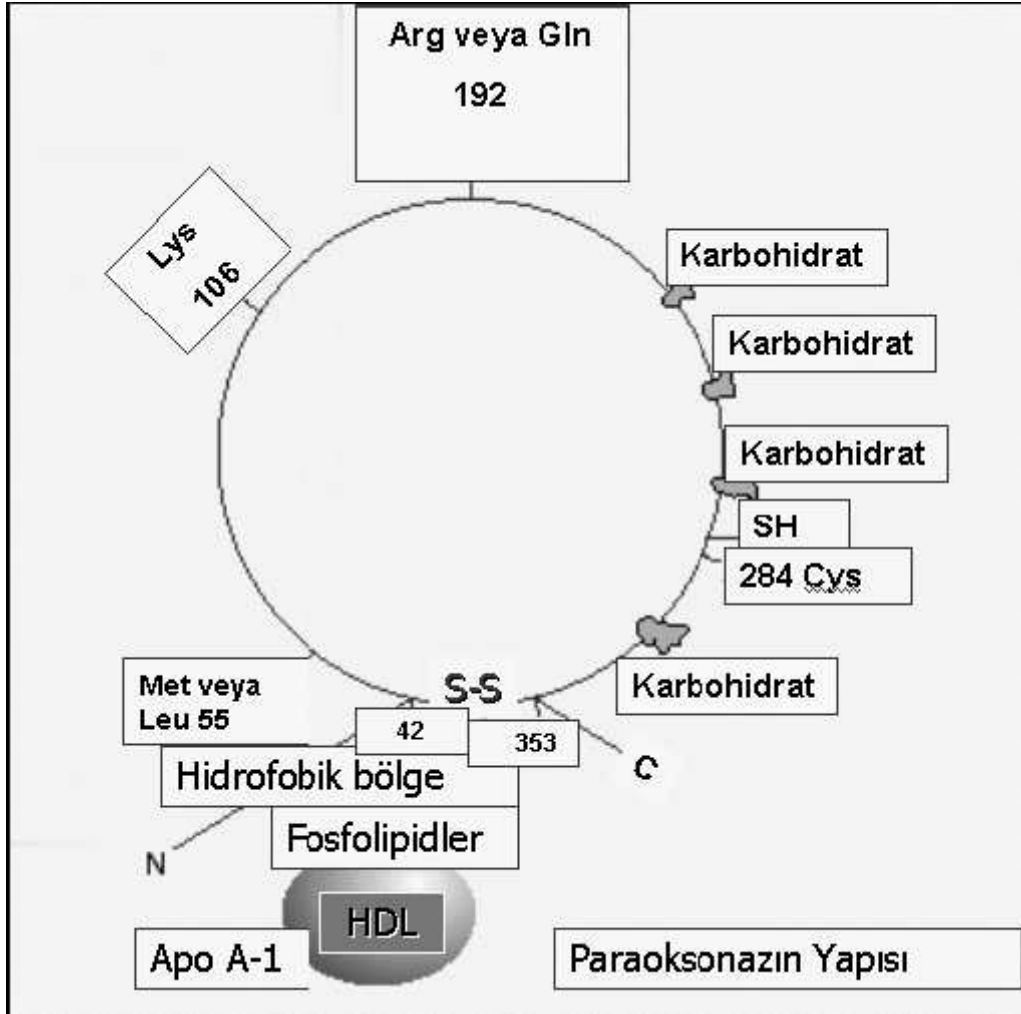 Arg veya Gln
192
Lys
106
Karbohidrat
Karbohidrat
Karbohidrat
SH
284 Cys
Karbohidrat
Met veya
Leu 55
S-S
42
353
C
Hidrofobik bölge
Fosfolipidler
N
HDL
Apo A-1
Paraoksonazın Yapısı